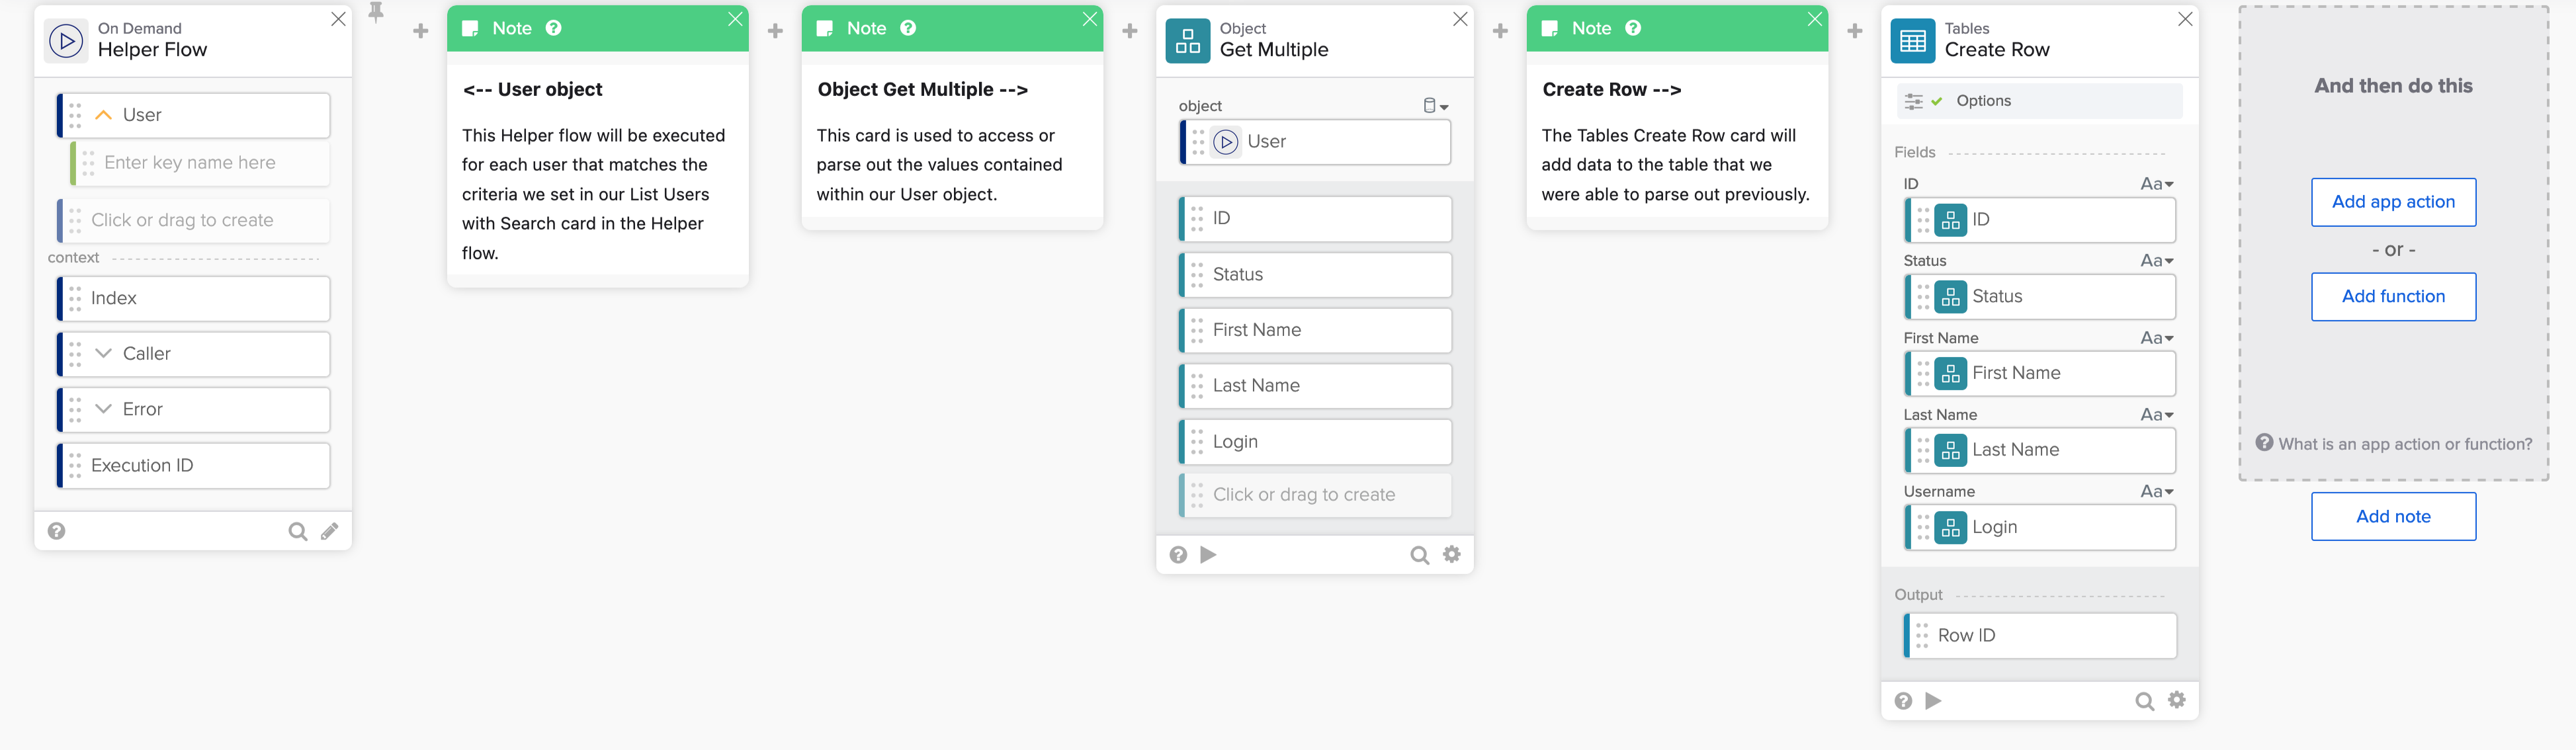 On Demand
Helper Flow
User
Enter key name here
Click or drag to create
context
Index
Caller
Error
Execution ID
Note
<-- User object
This Helper flow will be executed
for each user that matches the
criteria we set in our List Users
with Search card in the Helper
flow.
Note
Object Get Multiple -->
This card is used to access or
parse out the values contained
within our User object.
Object
Get Multiple
object
User
ID
Status
First Name
Last Name
Login
Click or drag to create
Note
Create Row -->
The Tables Create Row card will
add data to the table that we
were able to parse out previously.
Tables
Create Row
Options
Fields
ID Aa
ID
Status Aa
Status
First Name Aa
First Name
Last Name Aa
Last Name
Username Aa
Login
Output
Row ID
And then do this
Add app action
- or -
Add function
What is an app action or function?
Add note